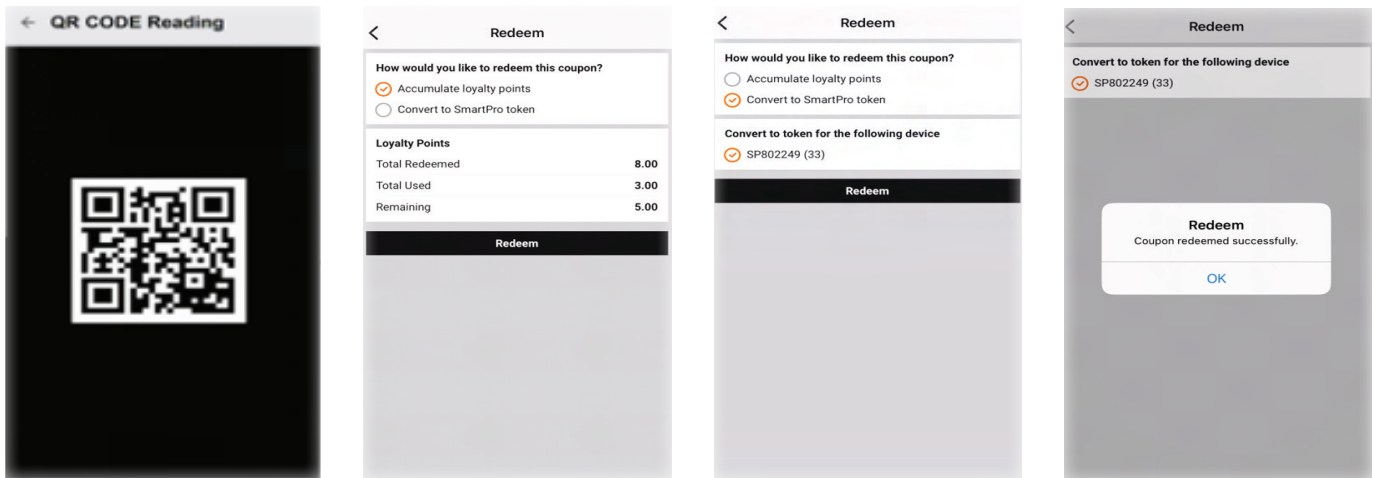 ← QR CODE Reading
Redeem
How would you like to redeem this coupon?
Accumulate loyalty points
Convert to SmartPro token
Loyalty Points
Total Redeemed 8.00
Total Used 3.00
Remaining 5.00
Redeem
Redeem
How would you like to redeem this coupon?
Accumulate loyalty points
Convert to SmartPro token
Convert to token for the following device
SP802249 (33)
Redeem
Redeem
Convert to token for the following device
SP802249 (33)
Redeem
Coupon redeemed successfully.
OK